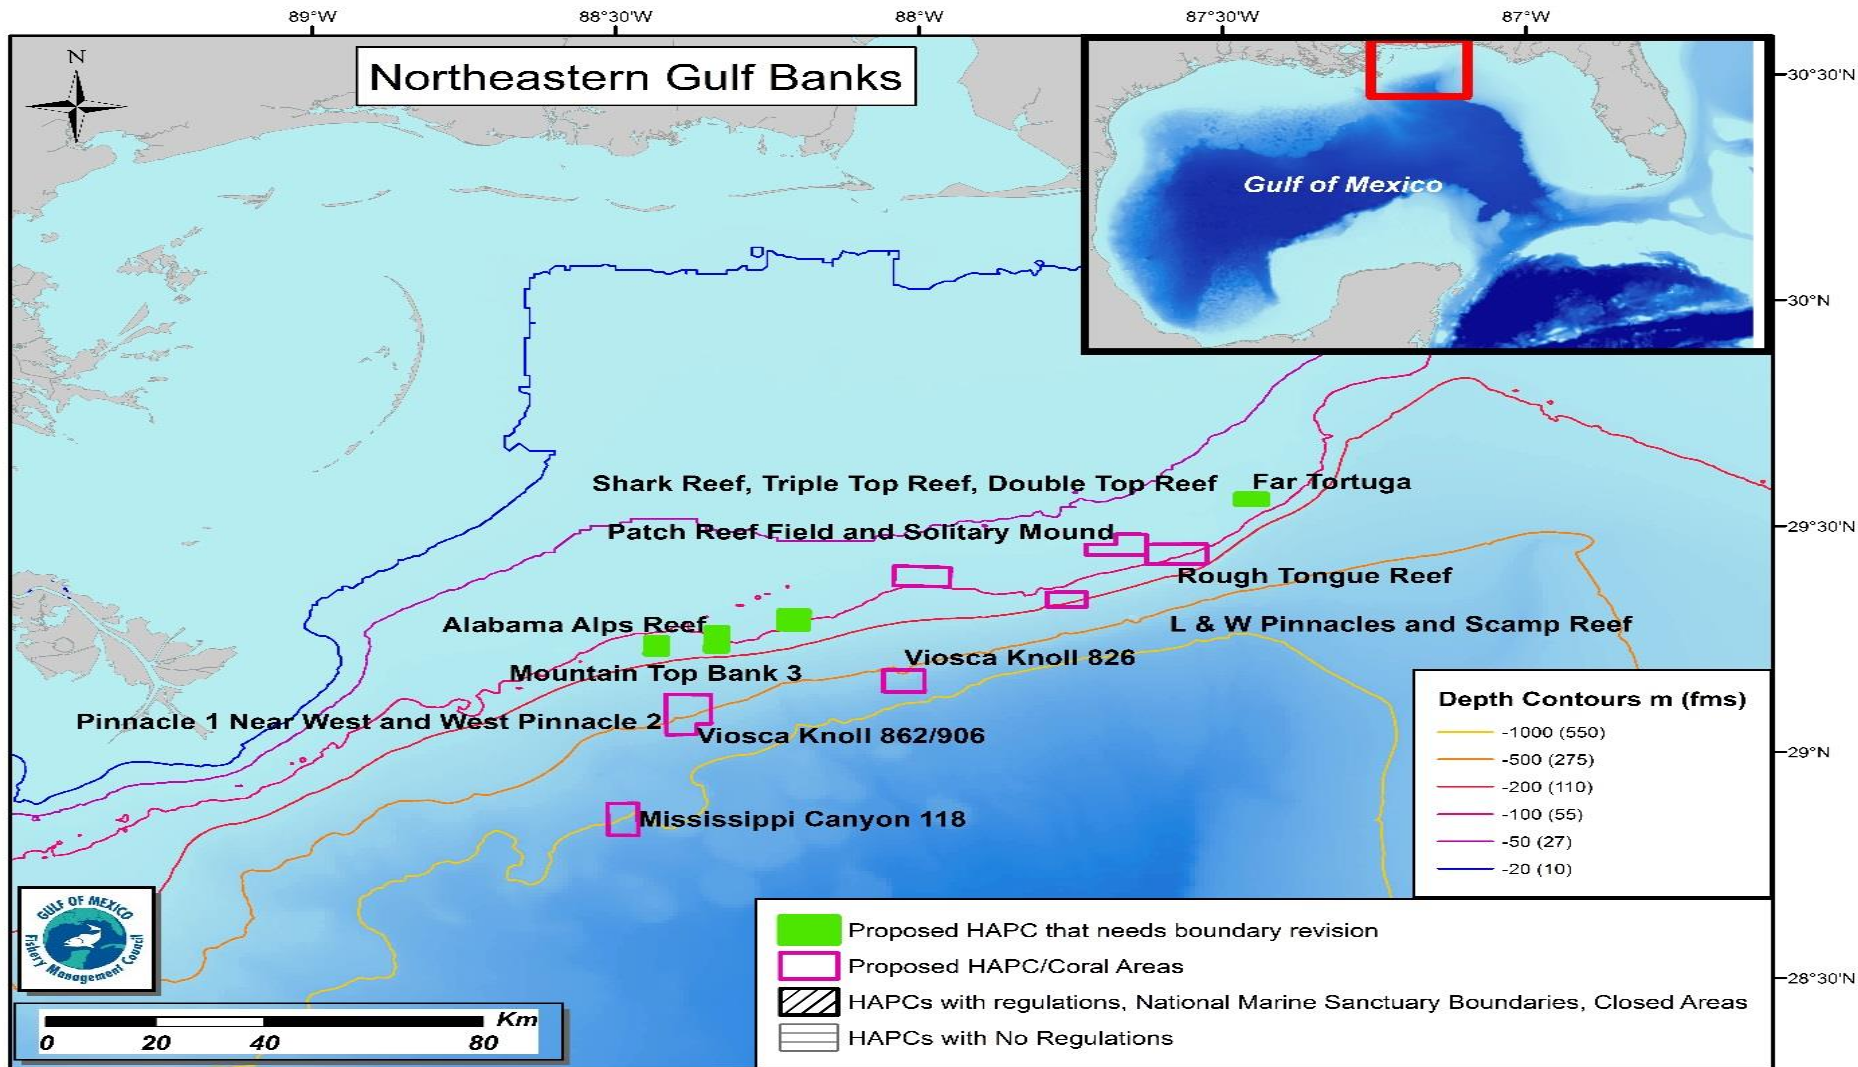 89°W
88°30'W
88°W
87°30'W
87°W
N
Northeastern Gulf Banks
Gulf of Mexico
30°30'N
30°N
29°30'N
29°N
28°30'N
Shark Reef, Triple Top Reef, Double Top Reef
Far Tortuga
Patch Reef Field and Solitary Mound
Rough Tongue Reef
Alabama Alps Reef
L & W Pinnacles and Scamp Reef
Viosca Knoll 826
Mountain Top Bank 3
Pinnacle 1 Near West and West Pinnacle 2
Viosca Knoll 862/906
Mississippi Canyon 118
Depth Contours m (fms)
-1000 (550)
-500 (275)
-200 (110)
-100 (55)
-50 (27)
-20 (10)
GULF OF MEXICO
Fishery Management Council
Km
0 20 40 80
Proposed HAPC that needs boundary revision
Proposed HAPC/Coral Areas
HAPCs with regulations, National Marine Sanctuary Boundaries, Closed Areas
HAPCs with No Regulations